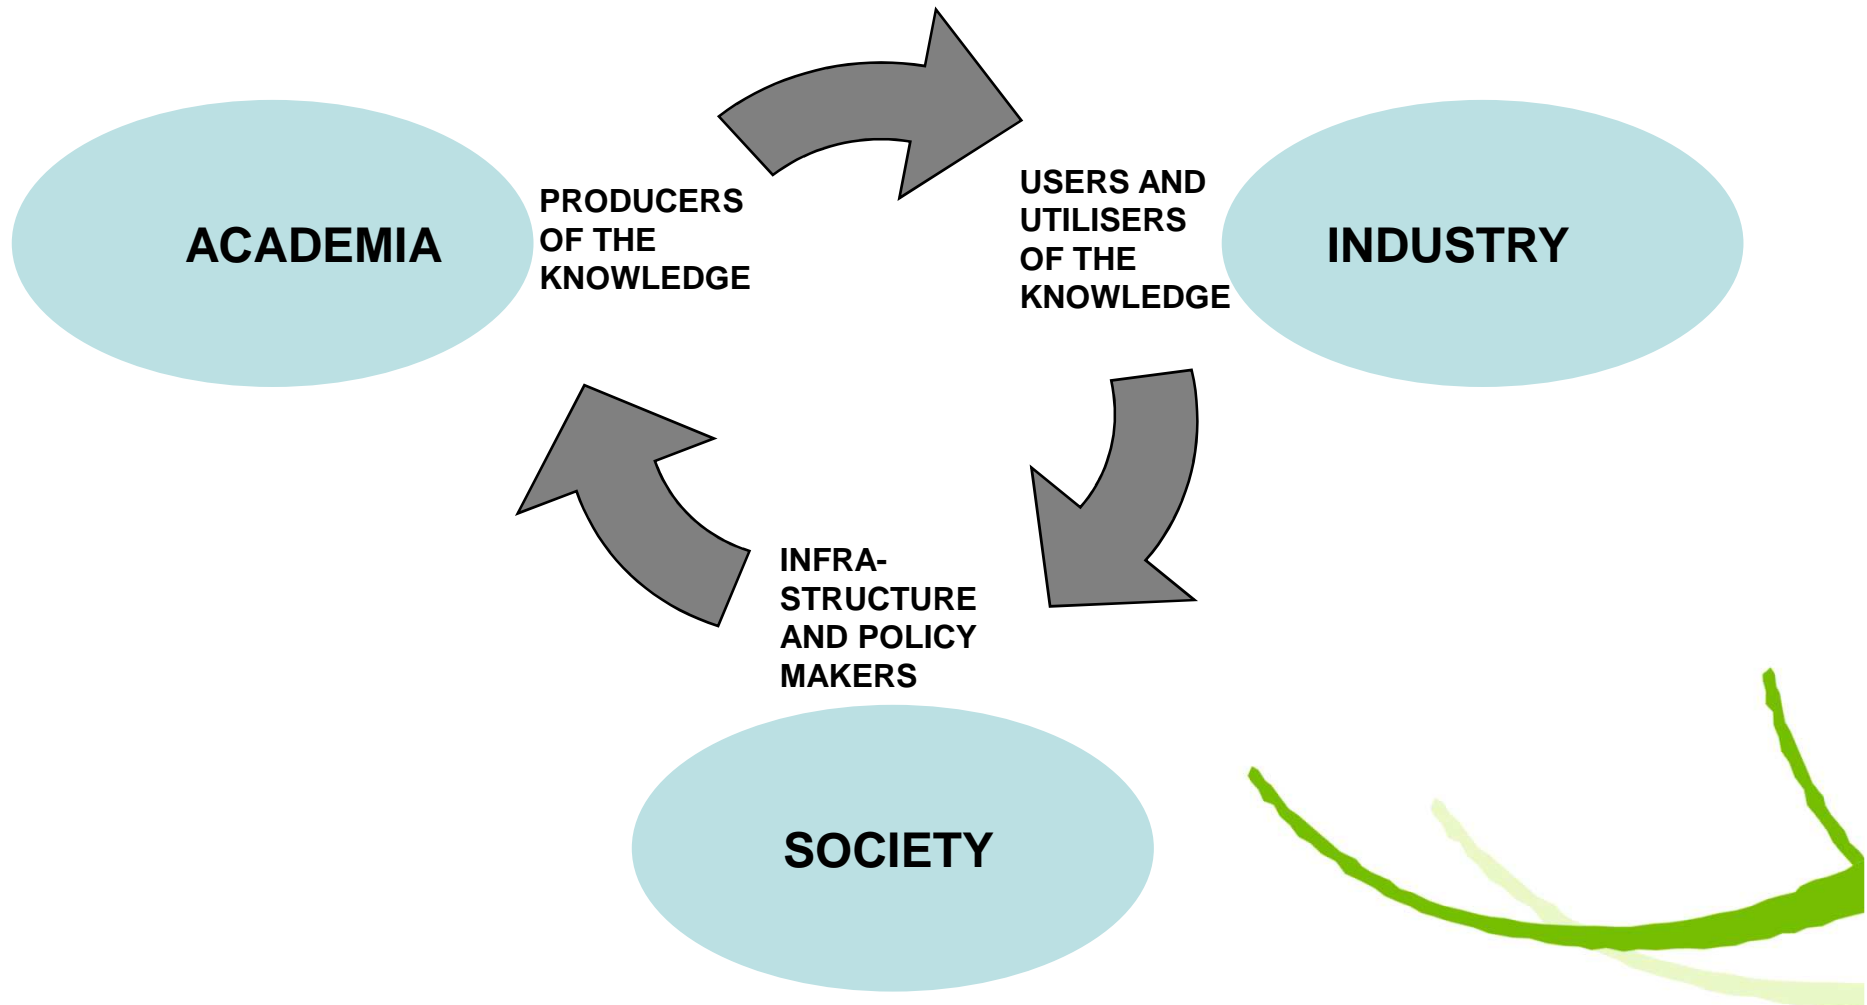 ACADEMIA
PRODUCERS
OF THE
KNOWLEDGE
USERS AND
UTILISERS
OF THE
KNOWLEDGE
INDUSTRY
INFRA-
STRUCTURE
AND POLICY
MAKERS
SOCIETY